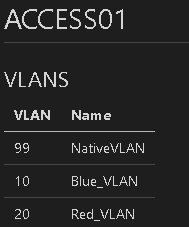 ACCESS01
VLANS
VLAN Name
99 NativeVLAN
10 Blue_VLAN
20 Red_VLAN